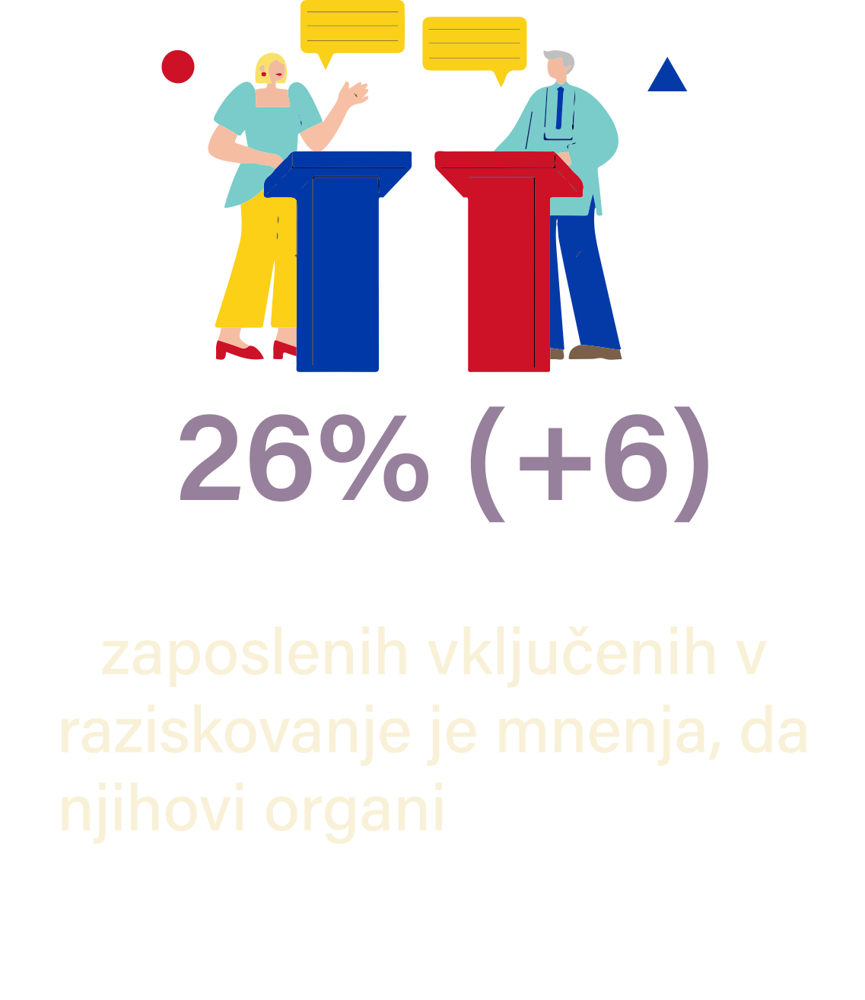 26% (+6)
zaposlenih vključenih v
raziskovanje je mnenja, da
njihovi organi